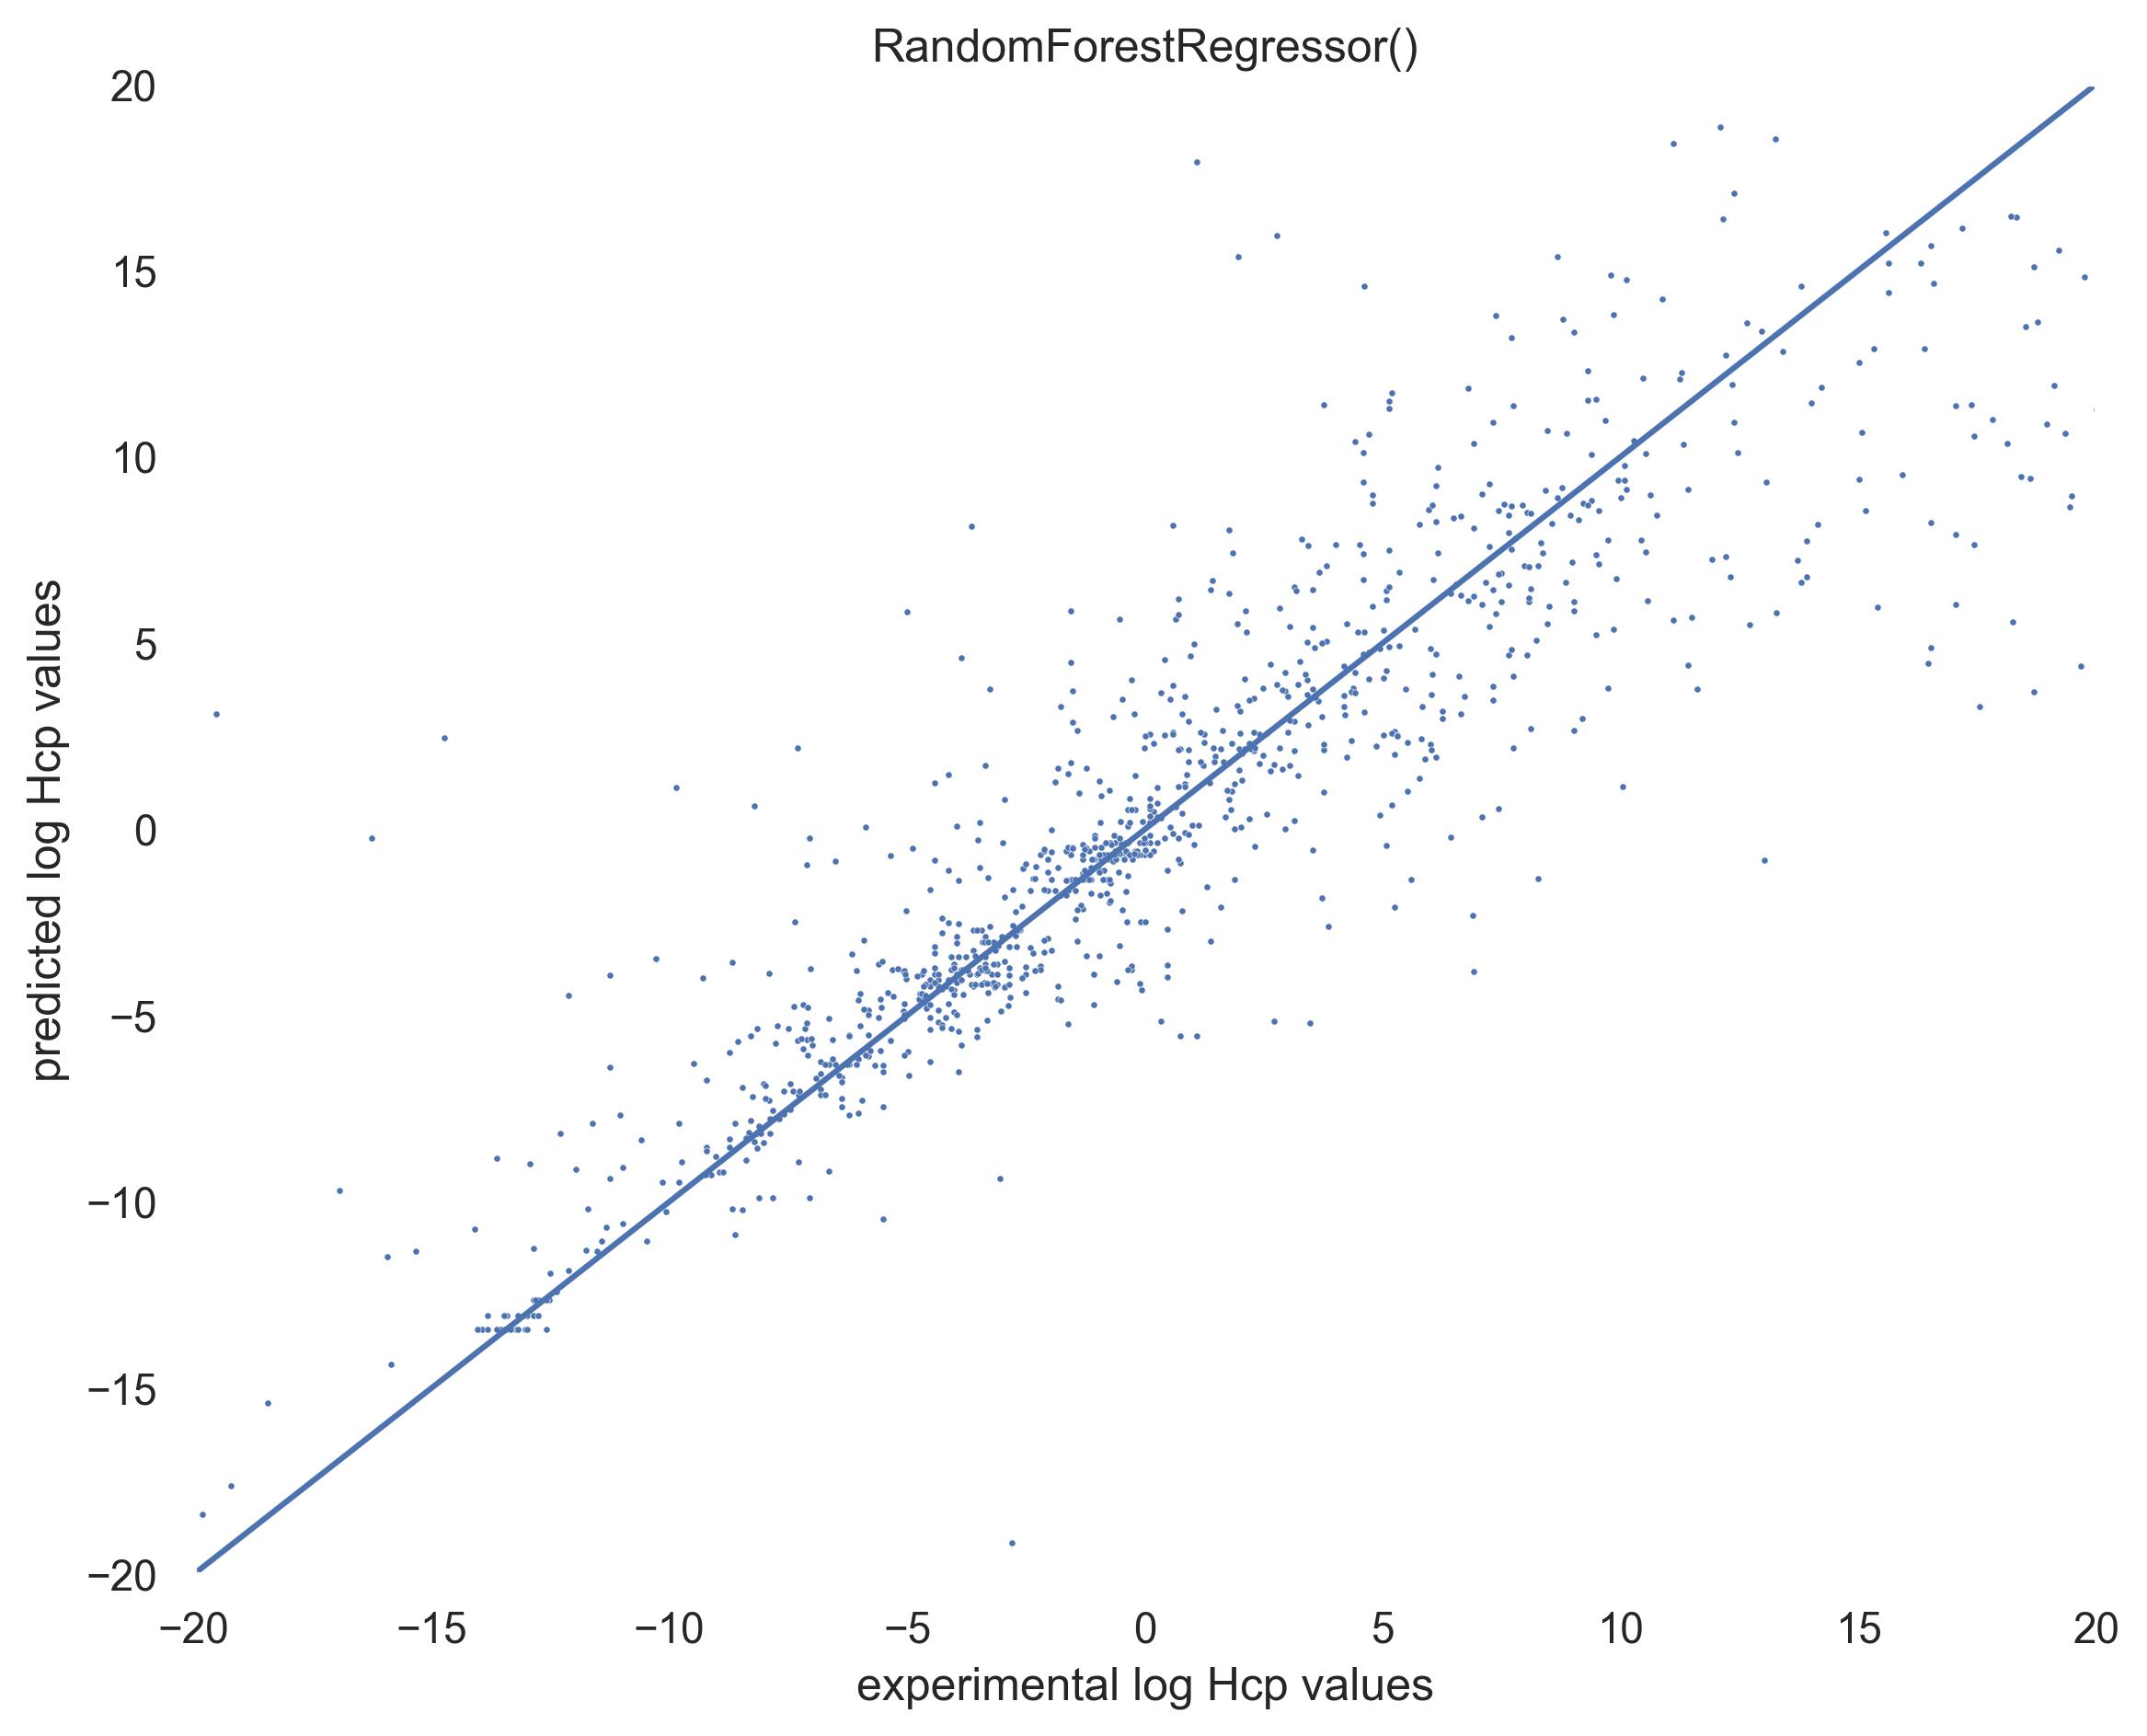 RandomForestRegressor()
20
15
10
5
0
−5
−10
−15
−20
predicted log Hcp values
−20 −15 −10 −5 0 5 10 15 20
experimental log Hcp values